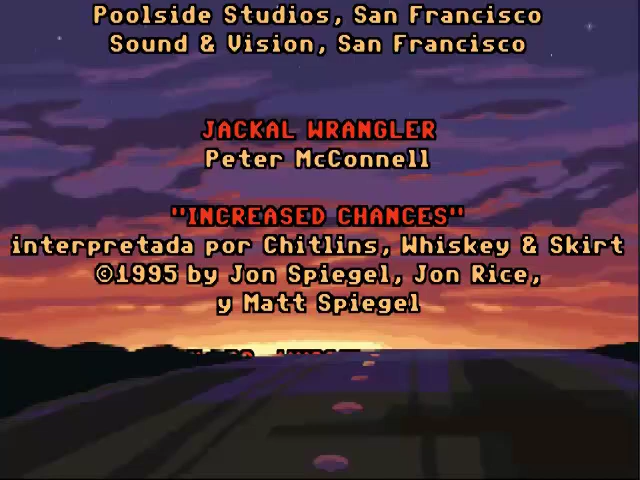 Poolside Studios, San Francisco
Sound & Vision, San Francisco
JACKAL WRANGLER
Peter McConnell
"INCREASED CHANCES"
interpretada por Chitlins, Whiskey & Skirt
©1995 by Jon Spiegel, Jon Rice,
y Matt Spiegel